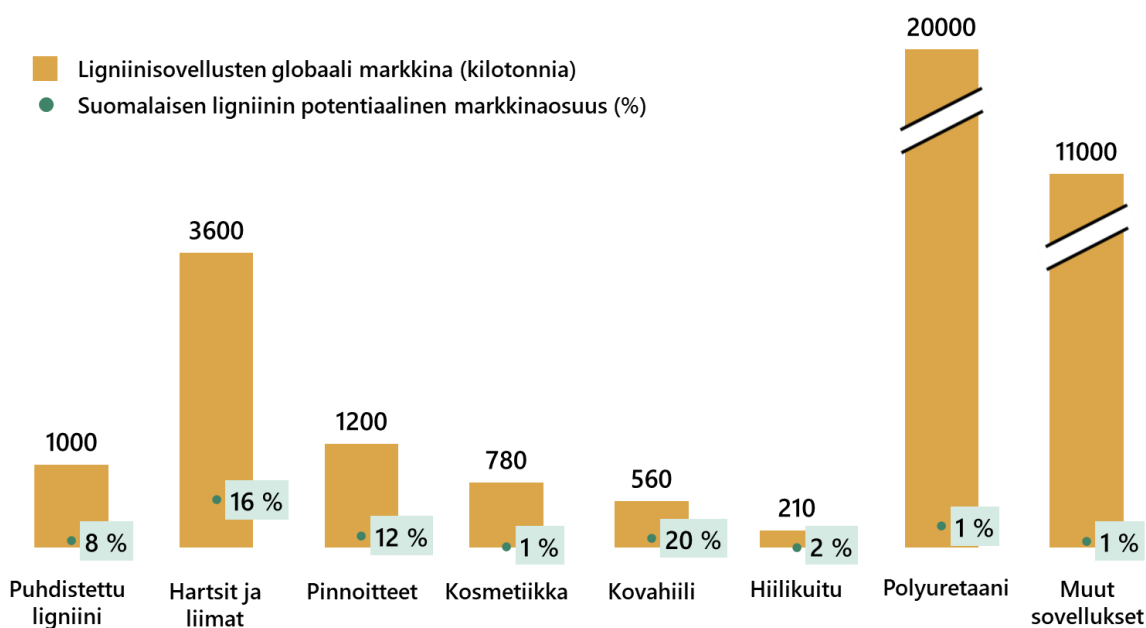 20000
Ligniinisovellusten globaali markkina (kilotonnia)
Suomalaisen ligniinin potentiaalinen markkinaosuus (%)
11000
3600
1000
1200
780
560
210
8 %
16 %
12 %
1 %
20 %
2 %
1 %
1 %
Puhdistettu
ligniini
Hartsit ja
liimat
Pinnoitteet
Kosmetiikka
Kovahiili
Hiilikuitu
Polyuretaani
Muut
sovellukset